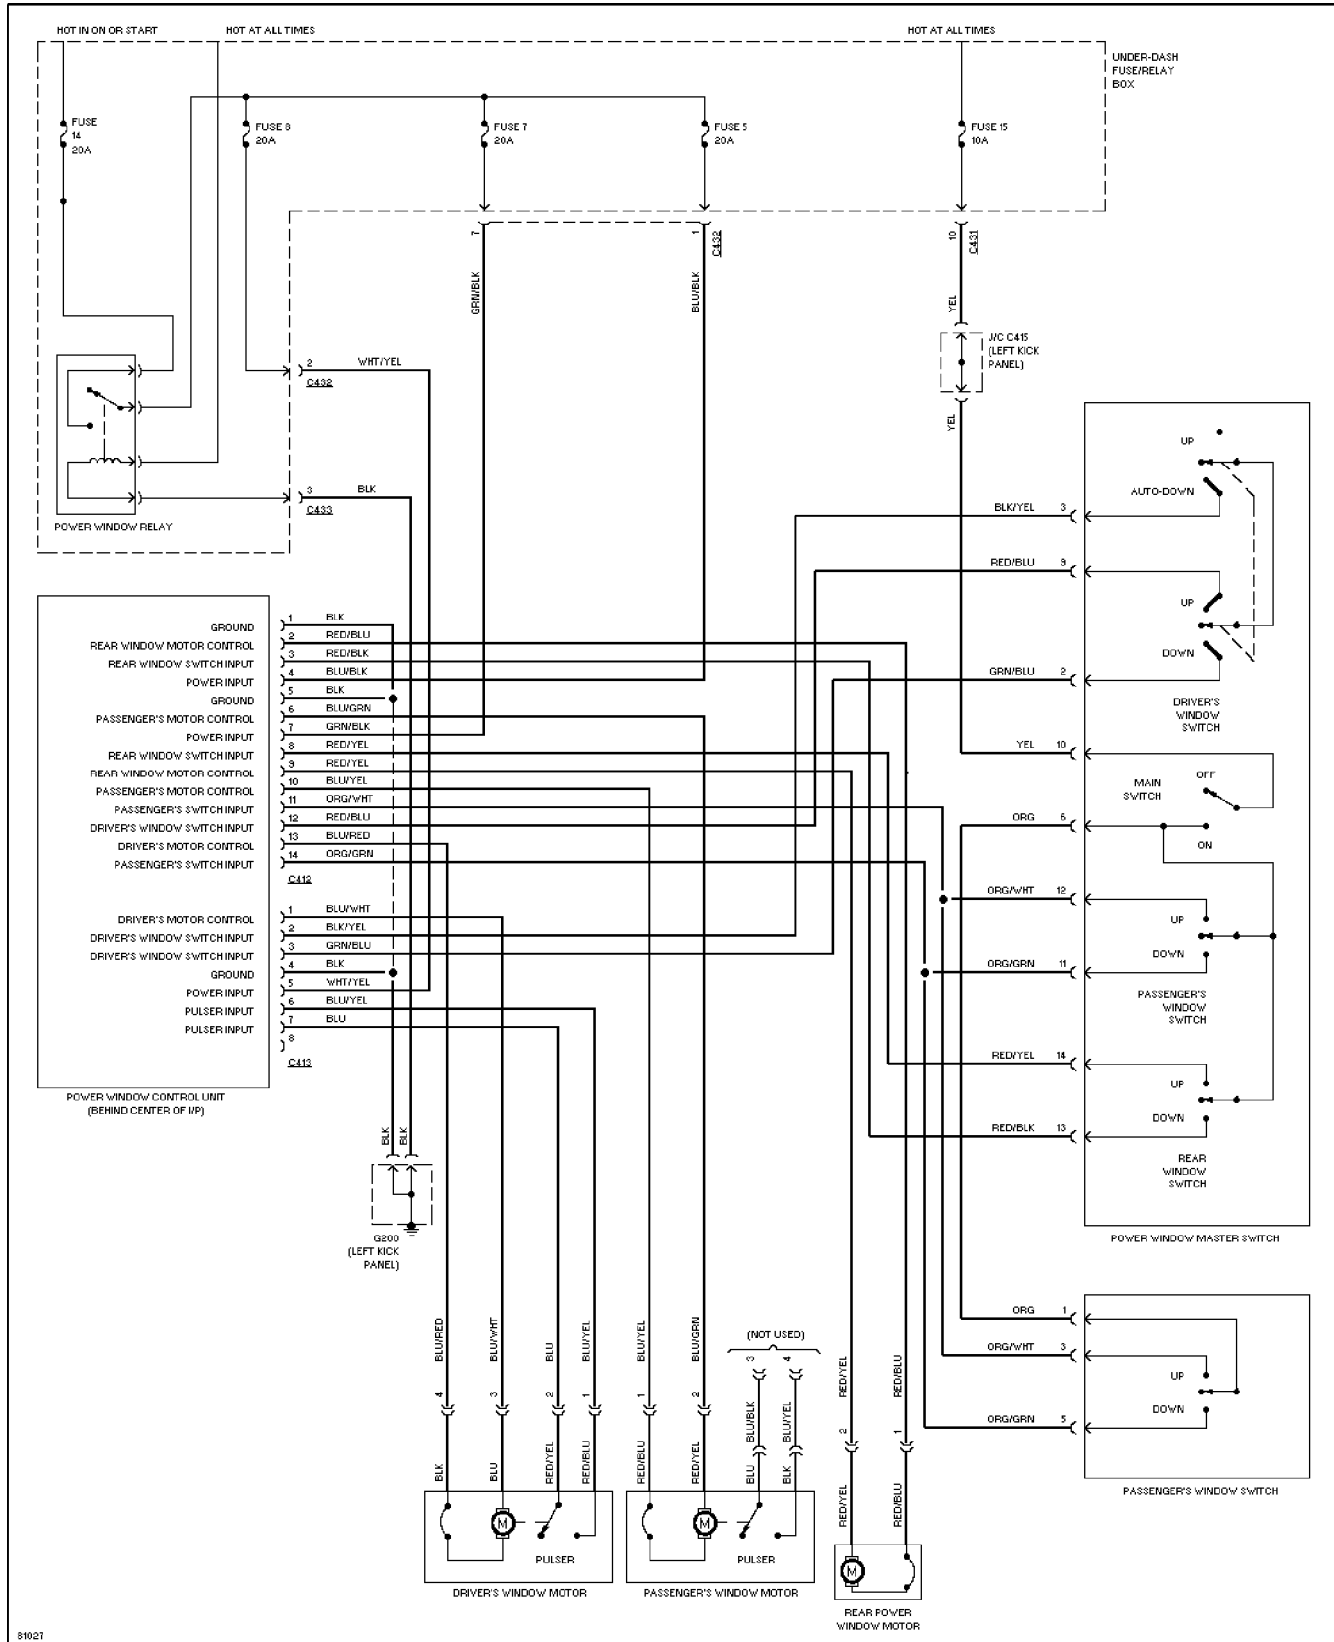 HOT IN ON OR START
HOT AT ALL TIMES
HOT AT ALL TIMES
UNDER-DASH
FUSE/RELAY
BOX
FUSE
14
20A
FUSE 8
20A
FUSE 7
20A
FUSE 5
20A
FUSE 15
10A
7
1
C432
10
C431
GRN/BLK
BLU/BLK
YEL
J/C C415
(LEFT KICK
PANEL)
YEL
2
WHT/YEL
C432
3
BLK
C433
POWER WINDOW RELAY
GROUND 1 BLK
REAR WINDOW MOTOR CONTROL 2 RED/BLU
REAR WINDOW SWITCH INPUT 3 RED/BLK
POWER INPUT 4 BLU/BLK
GROUND 5 BLK
PASSENGER'S MOTOR CONTROL 6 BLU/GRN
POWER INPUT 7 GRN/BLK
REAR WINDOW SWITCH INPUT 8 RED/YEL
REAR WINDOW MOTOR CONTROL 9 RED/YEL
PASSENGER'S MOTOR CONTROL 10 BLU/YEL
PASSENGER'S SWITCH INPUT 11 ORG/WHT
DRIVER'S WINDOW SWITCH INPUT 12 RED/BLU
DRIVER'S MOTOR CONTROL 13 BLU/RED
PASSENGER'S SWITCH INPUT 14 ORG/GRN
C412
DRIVER'S MOTOR CONTROL 1 BLU/WHT
DRIVER'S WINDOW SWITCH INPUT 2 BLK/YEL
DRIVER'S WINDOW SWITCH INPUT 3 GRN/BLU
GROUND 4 BLK
POWER INPUT 5 WHT/YEL
PULSER INPUT 6 BLU/YEL
PULSER INPUT 7 BLU
8
C413
POWER WINDOW CONTROL UNIT
(BEHIND CENTER OF I/P)
BLK
BLK
G200
(LEFT KICK
PANEL)
UP
AUTO-DOWN
BLK/YEL 3
RED/BLU 9
UP
DOWN
GRN/BLU 2
DRIVER'S
WINDOW
SWITCH
YEL 10
OFF
MAIN
SWITCH
ORG 6
ON
ORG/WHT 12
UP
DOWN
ORG/GRN 11
PASSENGER'S
WINDOW
SWITCH
RED/YEL 14
UP
DOWN
RED/BLK 13
REAR
WINDOW
SWITCH
POWER WINDOW MASTER SWITCH
ORG 1
ORG/WHT 3
UP
DOWN
ORG/GRN 5
PASSENGER'S WINDOW SWITCH
BLU/RED
BLU/WHT
BLU
BLU/YEL
BLU/YEL
BLU/GRN
(NOT USED)
3
4
RED/YEL
RED/BLU
4
3
2
1
1
2
BLU/BLK
BLU/YEL
2
1
BLK
BLU
RED/YEL
RED/BLU
RED/BLU
RED/YEL
BLU
BLK
RED/YEL
RED/BLU
M
PULSER
M
PULSER
M
DRIVER'S WINDOW MOTOR
PASSENGER'S WINDOW MOTOR
REAR POWER
WINDOW MOTOR
81027